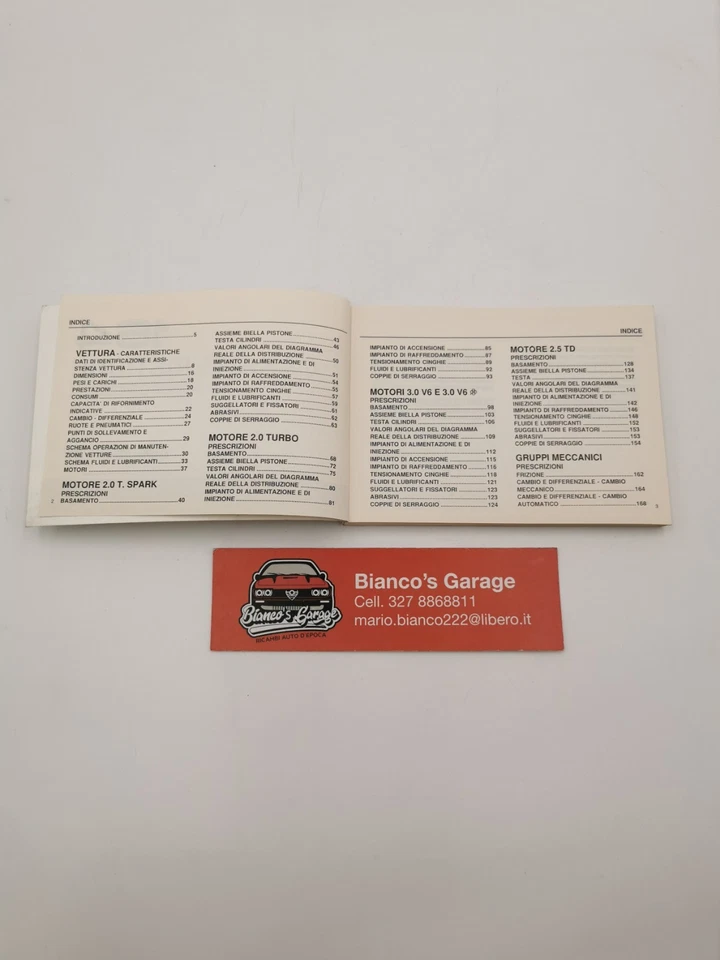 INDICE
INTRODUZIONE 5
VETTURA - CARATTERISTICHE
DATI DI IDENTIFICAZIONE E ASSI-
STENZA VETTURA 8
DIMENSIONI 16
PESI E CARICHI 18
PRESTAZIONI 20
CONSUMI 20
CAPACITA' DI RIFORNIMENTO
INDICATIVE 22
CAMBIO - DIFFERENZIALE 24
RUOTE E PNEUMATICI 27
PUNTI DI SOLLEVAMENTO E
AGGANCIO 29
SCHEMA OPERAZIONI DI MANUTEN-
ZIONE VETTURE 30
SCHEMA FLUIDI E LUBRIFICANTI 33
MOTORI 37
MOTORE 2.0 T. SPARK
PRESCRIZIONI
BASAMENTO 40
2
ASSIEME BIELLA PISTONE
TESTA CILINDRI 43
VALORI ANGOLARI DEL DIAGRAMMA 46
REALE DELLA DISTRIBUZIONE
IMPIANTO DI ALIMENTAZIONE E DI 50
INIEZIONE
IMPIANTO DI ACCENSIONE 51
IMPIANTO DI RAFFREDDAMENTO 54
TENSIONAMENTO CINGHIE 55
FLUIDI E LUBRIFICANTI 57
SUGGELLATORI E FISSATORI
ABRASIVI 61
COPPIE DI SERRAGGIO 63
MOTORE 2.0 TURBO
PRESCRIZIONI
BASAMENTO 68
ASSIEME BIELLA PISTONE 72
TESTA CILINDRI 75
VALORI ANGOLARI DEL DIAGRAMMA
REALE DELLA DISTRIBUZIONE 80
IMPIANTO DI ALIMENTAZIONE E DI
INIEZIONE 81
INDICE
IMPIANTO DI ACCENSIONE 85
IMPIANTO DI RAFFREDDAMENTO 87
TENSIONAMENTO CINGHIE 89
FLUIDI E LUBRIFICANTI 92
COPPIE DI SERRAGGIO 93
MOTORI 3.0 V6 E 3.0 V6
PRESCRIZIONI
BASAMENTO 98
ASSIEME BIELLA PISTONE 103
TESTA CILINDRI 106
VALORI ANGOLARI DEL DIAGRAMMA
REALE DELLA DISTRIBUZIONE 109
IMPIANTO DI ALIMENTAZIONE E DI
INIEZIONE 112
IMPIANTO DI ACCENSIONE 115
IMPIANTO DI RAFFREDDAMENTO 116
TENSIONAMENTO CINGHIE 118
FLUIDI E LUBRIFICANTI 121
SUGGELLATORI E FISSATORI 123
ABRASIVI 123
COPPIE DI SERRAGGIO 124
MOTORE 2.5 TD
PRESCRIZIONI
BASAMENTO 128
ASSIEME BIELLA PISTONE 134
TESTA 137
VALORI ANGOLARI DEL DIAGRAMMA
REALE DELLA DISTRIBUZIONE 141
IMPIANTO DI ALIMENTAZIONE E DI
INIEZIONE 142
IMPIANTO DI RAFFREDDAMENTO 146
TENSIONAMENTO CINGHIE
FLUIDI E LUBRIFICANTI 152
SUGGELLATORI E FISSATORI 153
ABRASIVI 153
COPPIE DI SERRAGGIO 154
GRUPPI MECCANICI
PRESCRIZIONI
FRIZIONE 162
CAMBIO E DIFFERENZIALE - CAMBIO
MECCANICO 164
CAMBIO E DIFFERENZIALE - CAMBIO
AUTOMATICO 168
3
Bianco's Garage
RICAMBI AUTO D'EPOCA
Bianco's Garage
Cell. 327 8868811
mario.bianco222@libero.it